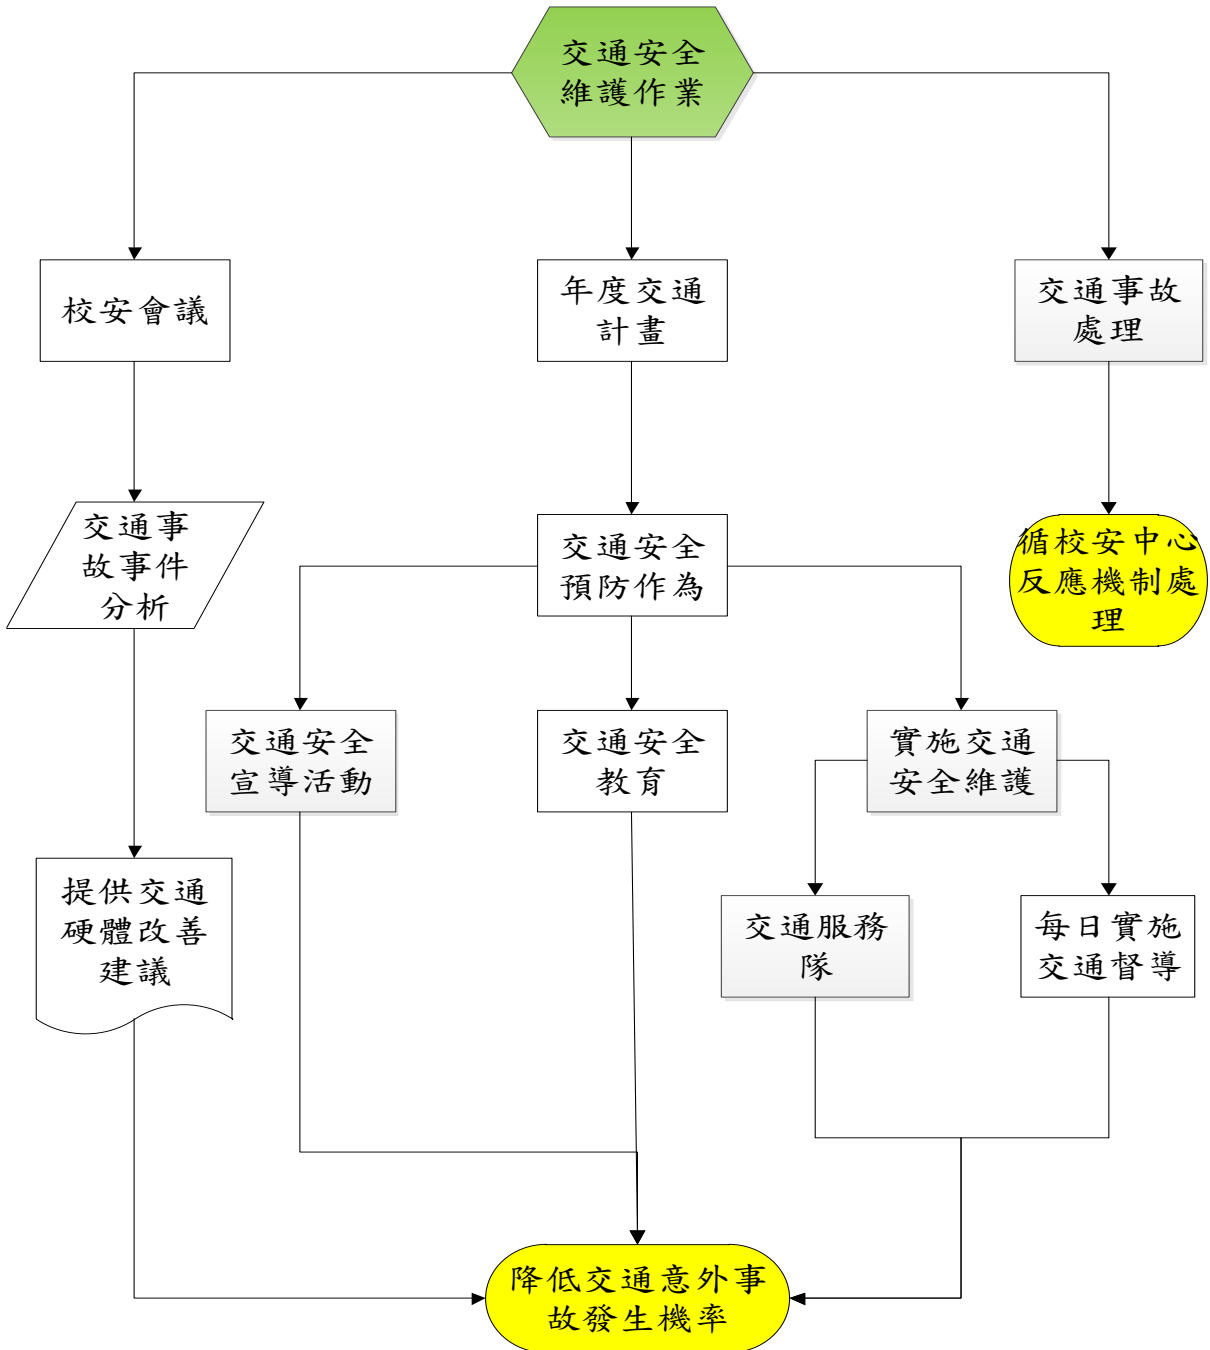 交通安全
維護作業
校安會議
年度交通
計畫
交通事故
處理
交通事
故事件
分析
交通安全
預防作為
循校安中心
反應機制處
理
交通安全
宣導活動
交通安全
教育
實施交通
安全維護
提供交通
硬體改善
建議
交通服務
隊
每日實施
交通督導
降低交通意外事
故發生機率